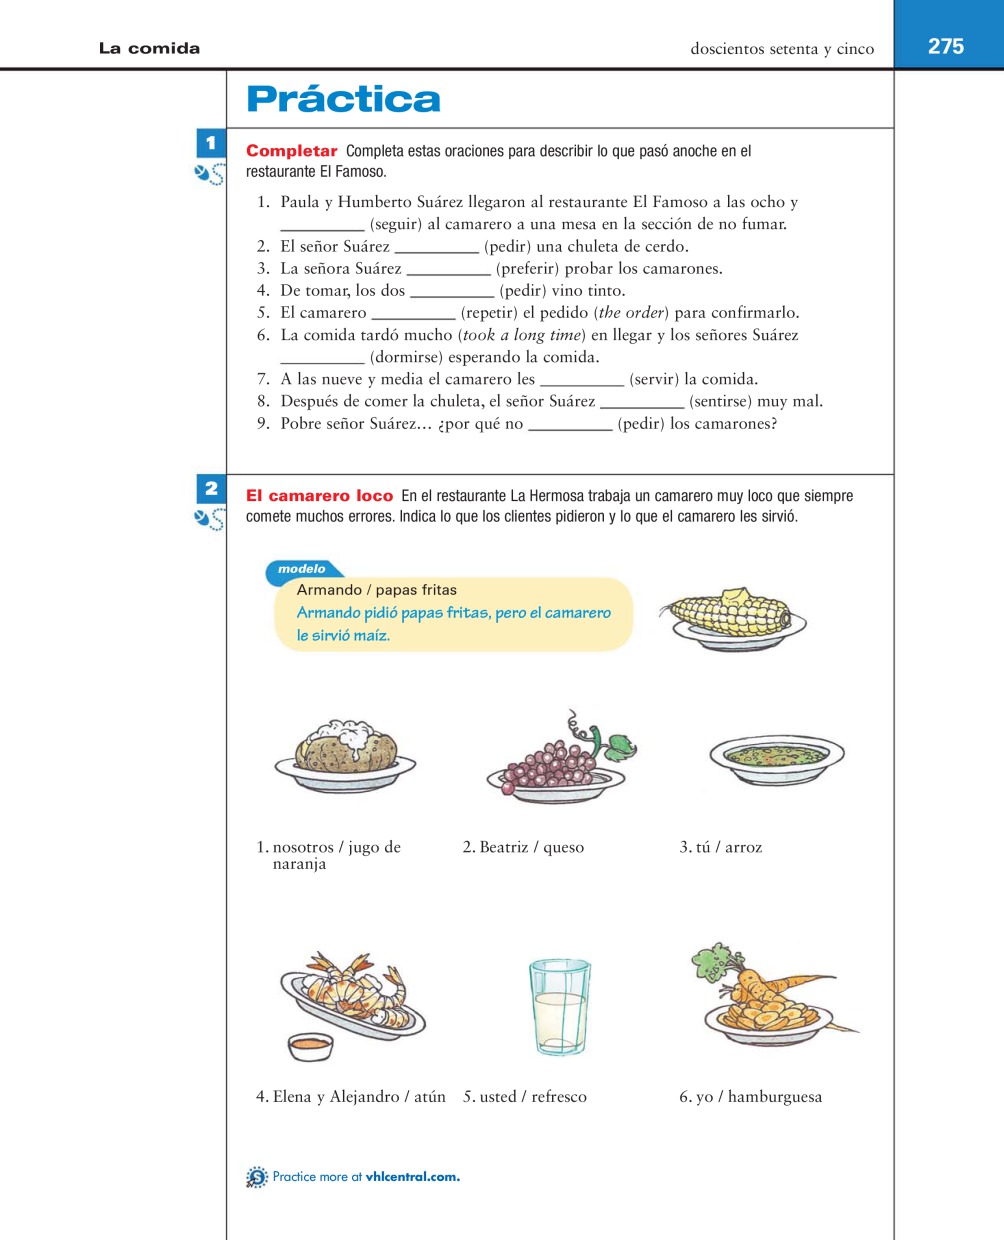 La comida
doscientos setenta y cinco
275
Práctica
1
Completar Completa estas oraciones para describir lo que pasó anoche en el
restaurante El Famoso.
1. Paula y Humberto Suárez llegaron al restaurante El Famoso a las ocho y
__________ (seguir) al camarero a una mesa en la sección de no fumar.
2. El señor Suárez __________ (pedir) una chuleta de cerdo.
3. La señora Suárez __________ (preferir) probar los camarones.
4. De tomar, los dos __________ (pedir) vino tinto.
5. El camarero __________ (repetir) el pedido (the order) para confirmarlo.
6. La comida tardó mucho (took a long time) en llegar y los señores Suárez
__________ (dormirse) esperando la comida.
7. A las nueve y media el camarero les __________ (servir) la comida.
8. Después de comer la chuleta, el señor Suárez __________ (sentirse) muy mal.
9. Pobre señor Suárez... ¿por qué no __________ (pedir) los camarones?
2
El camarero loco En el restaurante La Hermosa trabaja un camarero muy loco que siempre
comete muchos errores. Indica lo que los clientes pidieron y lo que el camarero les sirvió.
modelo
Armando / papas fritas
Armando pidió papas fritas, pero el camarero
le sirvió maíz.
1. nosotros / jugo de
naranja
2. Beatriz / queso
3. tú / arroz
4. Elena y Alejandro / atún
5. usted / refresco
6. yo / hamburguesa
S Practice more at vhlcentral.com.